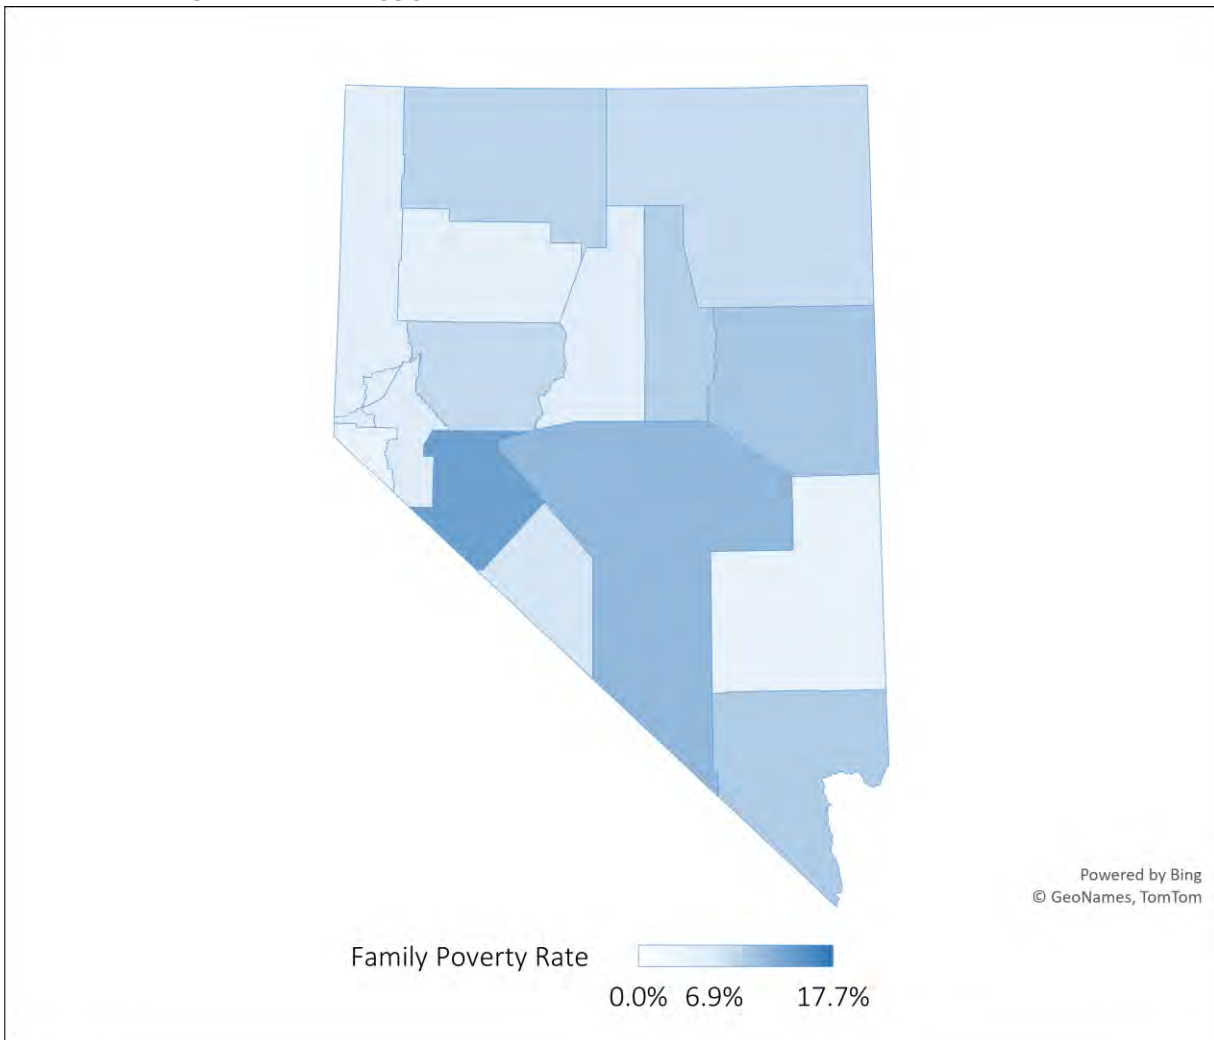 Powered by Bing
© GeoNames, TomTom
Family Poverty Rate
0.0% 6.9% 17.7%